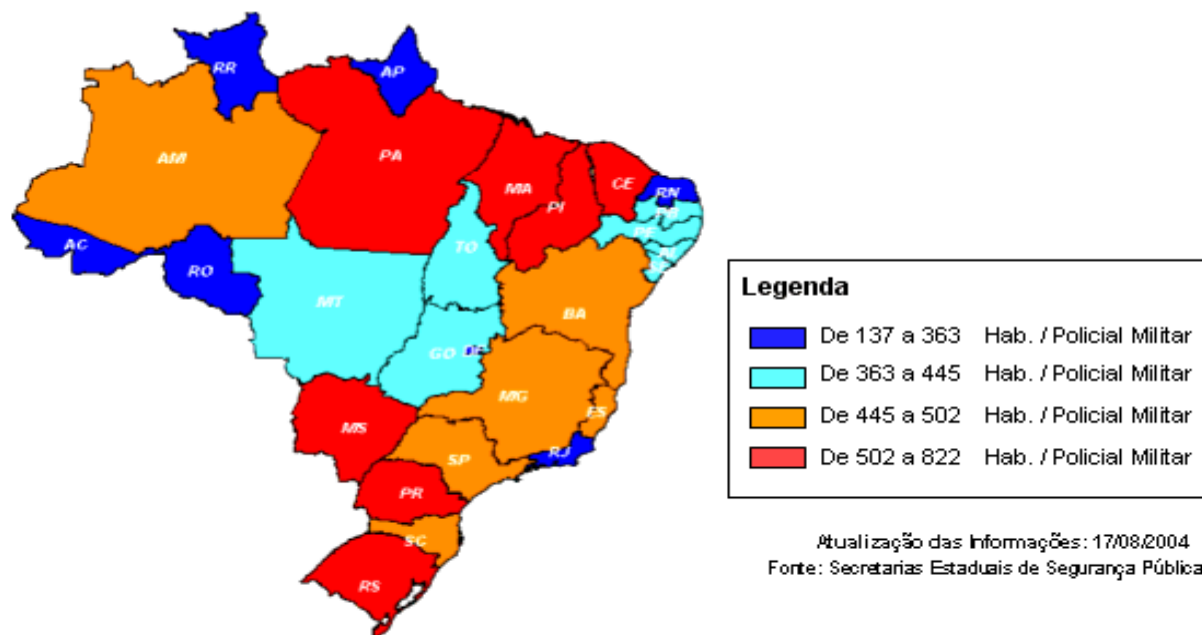 RR
AP
AM
PA
MA
CE
RN
PI
PB
PE
AC
TO
RO
MT
BA
GO
DF
MG
ES
MS
SP
RJ
PR
SC
RS
Legenda
De 137 a 363 Hab. / Policial Militar
De 363 a 445 Hab. / Policial Militar
De 445 a 502 Hab. / Policial Militar
De 502 a 822 Hab. / Policial Militar
Atualização das Informações: 17/08/2004
Fonte: Secretarias Estaduais de Segurança Pública